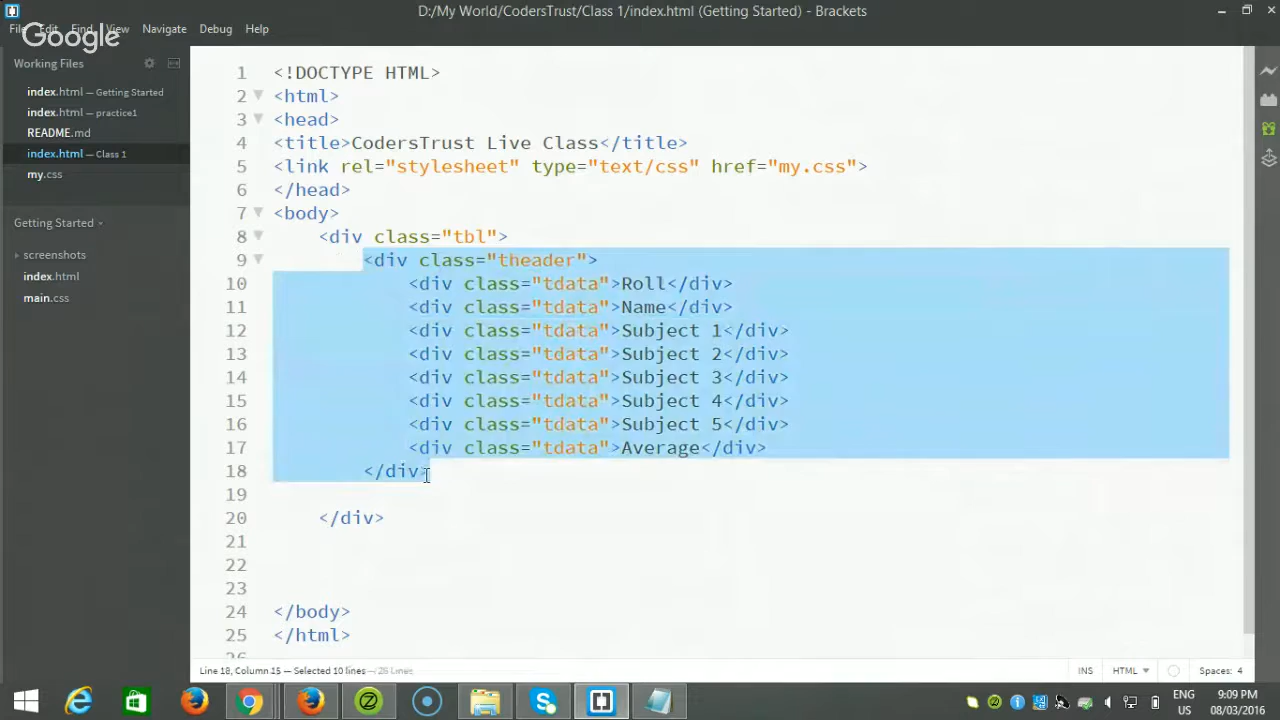 D:/My World/CodersTrust/Class 1/index.html (Getting Started) - Brackets
File Edit Find View Navigate Debug Help
Google
Working Files
index.html — Getting Started
index.html — practice1
README.md
index.html — Class 1
my.css
Getting Started
screenshots
index.html
main.css
1 <!DOCTYPE HTML>
2 <html>
3 <head>
4 <title>CodersTrust Live Class</title>
5 <link rel="stylesheet" type="text/css" href="my.css">
6 </head>
7 <body>
8 <div class="tbl">
9 <div class="theader">
10 <div class="tdata">Roll</div>
11 <div class="tdata">Name</div>
12 <div class="tdata">Subject 1</div>
13 <div class="tdata">Subject 2</div>
14 <div class="tdata">Subject 3</div>
15 <div class="tdata">Subject 4</div>
16 <div class="tdata">Subject 5</div>
17 <div class="tdata">Average</div>
18 </div>
19
20 </div>
21
22
23
24 </body>
25 </html>
26
Line 18, Column 15 — Selected 10 lines — 25 Lines
INS HTML Spaces: 4
ENG 9:09 PM
US 08/03/2016